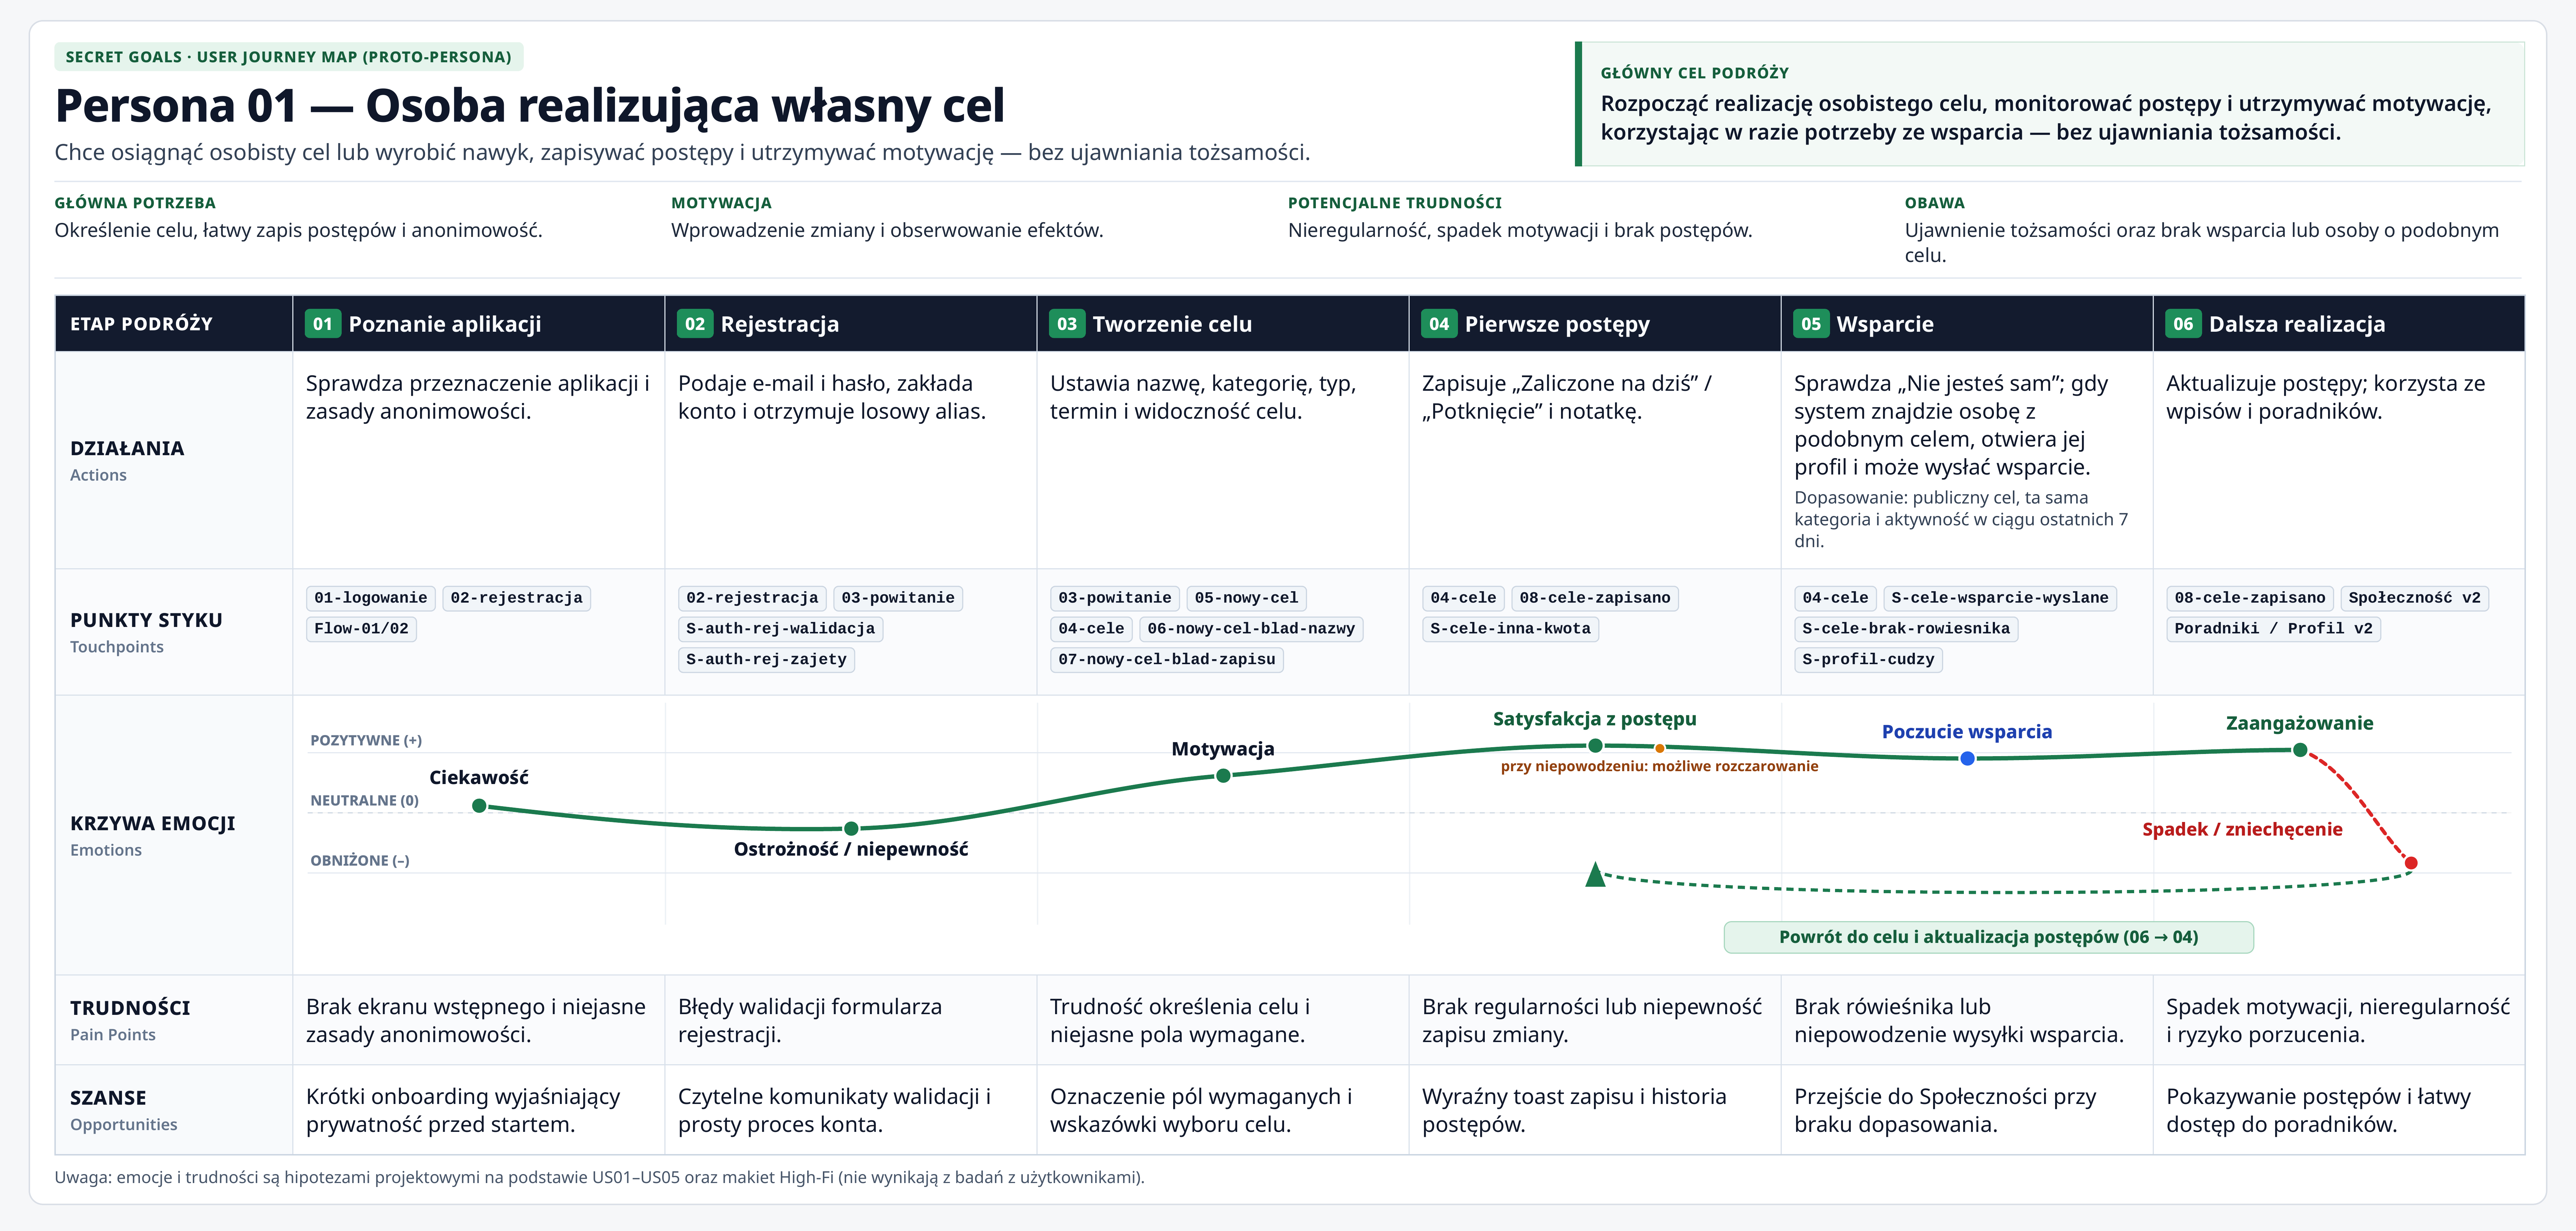 SECRET GOALS · USER JOURNEY MAP (PROTO-PERSONA)
Persona 01 — Osoba realizująca własny cel
Chce osiągnąć osobisty cel lub wyrobić nawyk, zapisywać postępy i utrzymywać motywację — bez ujawniania tożsamości.
GŁÓWNY CEL PODRÓŻY
Rozpocząć realizację osobistego celu, monitorować postępy i utrzymywać motywację,
korzystając w razie potrzeby ze wsparcia — bez ujawniania tożsamości.
GŁÓWNA POTRZEBA
Określenie celu, łatwy zapis postępów i anonimowość.
MOTYWACJA
Wprowadzenie zmiany i obserwowanie efektów.
POTENCJALNE TRUDNOŚCI
Nieregularność, spadek motywacji i brak postępów.
OBAWA
Ujawnienie tożsamości oraz brak wsparcia lub osoby o podobnym
celu.
ETAP PODRÓŻY
01 Poznanie aplikacji
02 Rejestracja
03 Tworzenie celu
04 Pierwsze postępy
05 Wsparcie
06 Dalsza realizacja
DZIAŁANIA
Actions
Sprawdza przeznaczenie aplikacji i
zasady anonimowości.
Podaje e-mail i hasło, zakłada
konto i otrzymuje losowy alias.
Ustawia nazwę, kategorię, typ,
termin i widoczność celu.
Zapisuje „Zaliczone na dziś” /
„Potknięcie” i notatkę.
Sprawdza „Nie jesteś sam”; gdy
system znajdzie osobę z
podobnym celem, otwiera jej
profil i może wysłać wsparcie.
Dopasowanie: publiczny cel, ta sama
kategoria i aktywność w ciągu ostatnich 7
dni.
Aktualizuje postępy; korzysta ze
wpisów i poradników.
PUNKTY STYKU
Touchpoints
01-logowanie 02-rejestracja
Flow-01/02
02-rejestracja 03-powitanie
S-auth-rej-walidacja
S-auth-rej-zajety
03-powitanie 05-nowy-cel
04-cele 06-nowy-cel-blad-nazwy
07-nowy-cel-blad-zapisu
04-cele 08-cele-zapisano
S-cele-inna-kwota
04-cele S-cele-wsparcie-wyslane
S-cele-brak-rowiesnika
S-profil-cudzy
08-cele-zapisano Społeczność v2
Poradniki / Profil v2
KRZYWA EMOCJI
Emotions
POZYTYWNE (+)
NEUTRALNE (0)
OBNIŻONE (–)
Ciekawość
Ostrożność / niepewność
Motywacja
Satysfakcja z postępu
przy niepowodzeniu: możliwe rozczarowanie
Poczucie wsparcia
Zaangażowanie
Spadek / zniechęcenie
Powrót do celu i aktualizacja postępów (06 → 04)
TRUDNOŚCI
Pain Points
Brak ekranu wstępnego i niejasne
zasady anonimowości.
Błędy walidacji formularza
rejestracji.
Trudność określenia celu i
niejasne pola wymagane.
Brak regularności lub niepewność
zapisu zmiany.
Brak rówieśnika lub
niepowodzenie wysyłki wsparcia.
Spadek motywacji, nieregularność
i ryzyko porzucenia.
SZANSE
Opportunities
Krótki onboarding wyjaśniający
prywatność przed startem.
Czytelne komunikaty walidacji i
prosty proces konta.
Oznaczenie pól wymaganych i
wskazówki wyboru celu.
Wyraźny toast zapisu i historia
postępów.
Przejście do Społeczności przy
braku dopasowania.
Pokazywanie postępów i łatwy
dostęp do poradników.
Uwaga: emocje i trudności są hipotezami projektowymi na podstawie US01–US05 oraz makiet High-Fi (nie wynikają z badań z użytkownikami).